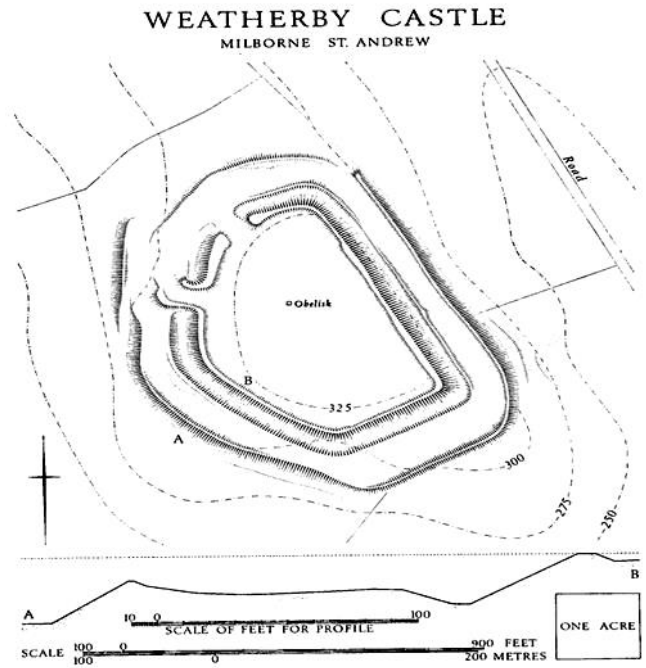 WEATHERBY CASTLE
MILBORNE ST. ANDREW
Road
Obelisk
B
325
A
300
275
250
A
B
10 0 100
SCALE OF FEET FOR PROFILE
ONE ACRE
SCALE 100 0 900 FEET
100 0 200 METRES